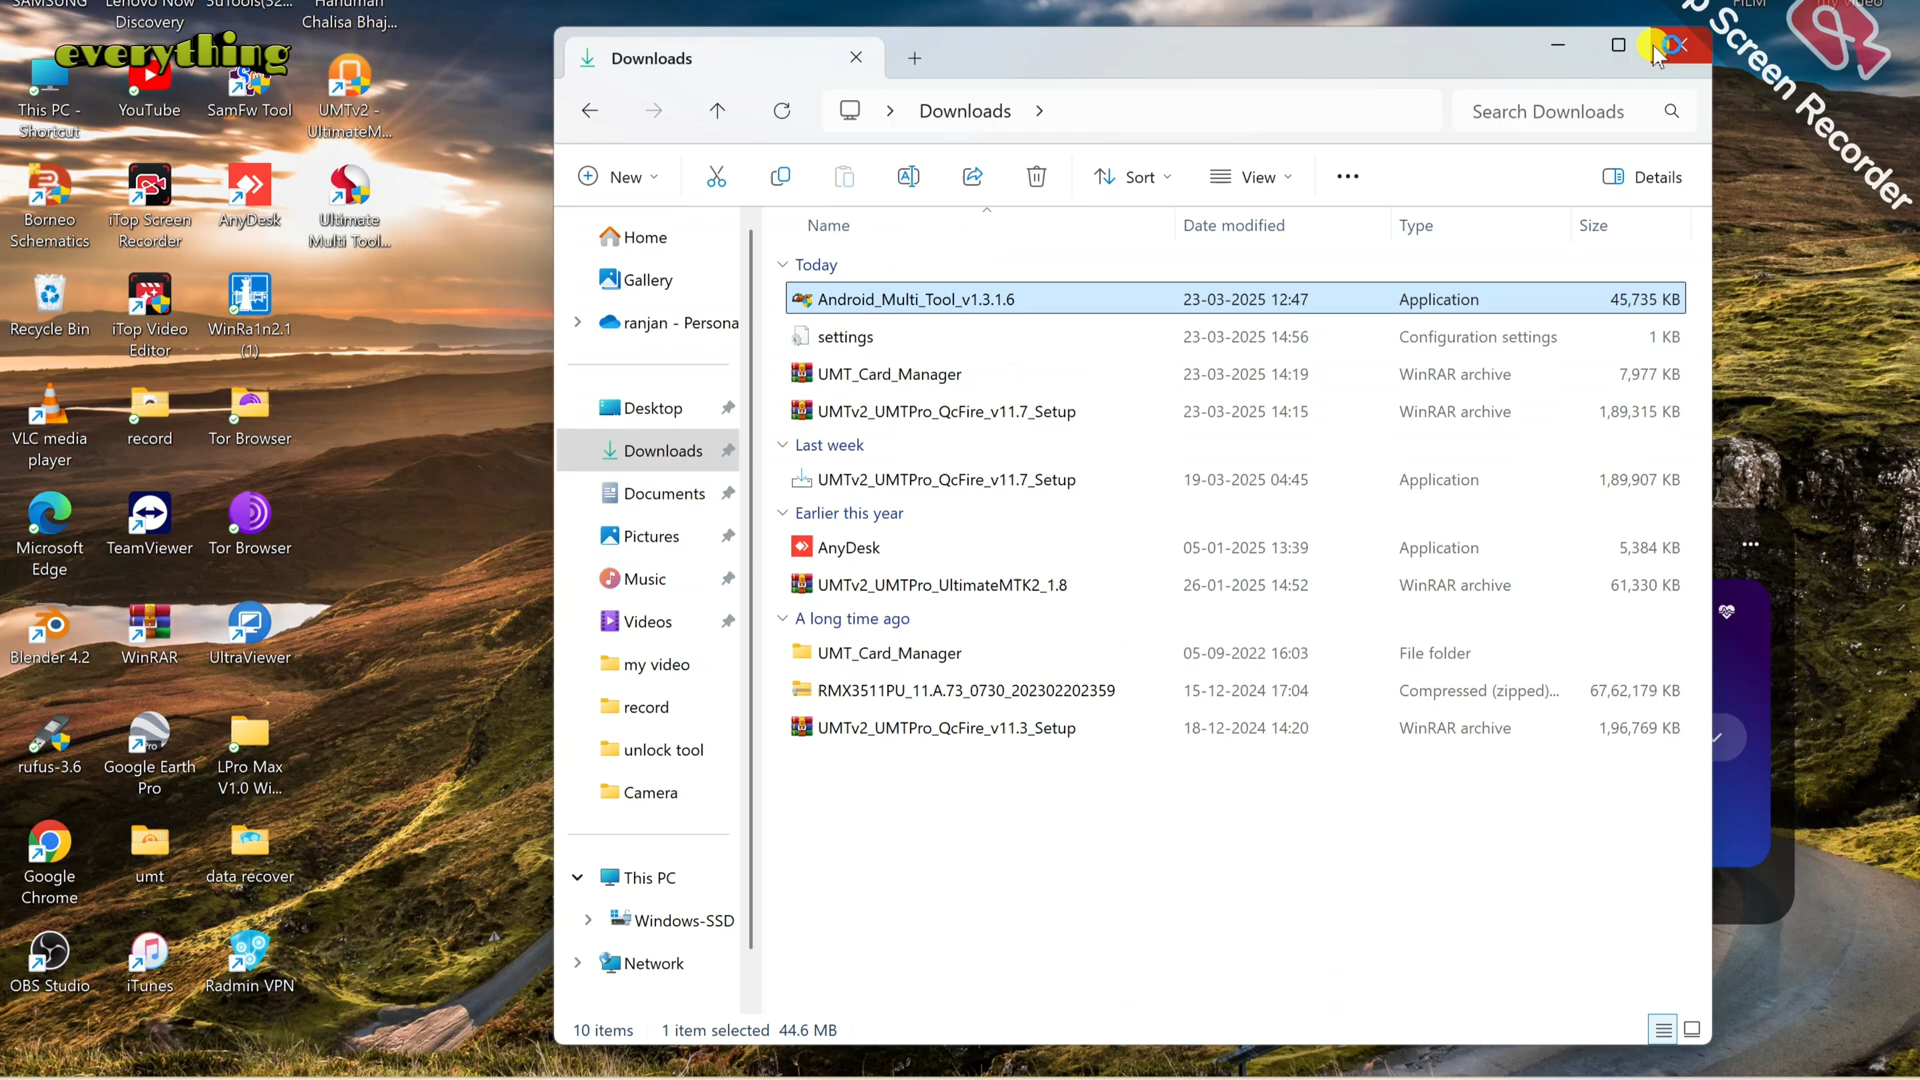 SAMSUNG
Lenovo Now
Discovery
3uTools(32...
Hanuman
Chalisa Bhaj...
everything
This PC -
Shortcut
YouTube
SamFw Tool
UMTv2 -
UltimateM...
Borneo
Schematics
iTop Screen
Recorder
AnyDesk
Ultimate
Multi Tool...
Recycle Bin
iTop Video
Editor
WinRa1n2.1
(1)
VLC media
player
record
Tor Browser
Microsoft
Edge
TeamViewer
Tor Browser
Blender 4.2
WinRAR
UltraViewer
rufus-3.6
Google Earth
Pro
LPro Max
V1.0 Wi...
Google
Chrome
umt
data recover
OBS Studio
iTunes
Radmin VPN
Downloads
Downloads
Search Downloads
New
Sort
View
Details
Home
Gallery
ranjan - Persona
Desktop
Downloads
Documents
Pictures
Music
Videos
my video
record
unlock tool
Camera
This PC
Windows-SSD
Network
Name Date modified Type Size
Today
Android_Multi_Tool_v1.3.1.6 23-03-2025 12:47 Application 45,735 KB
settings 23-03-2025 14:56 Configuration settings 1 KB
UMT_Card_Manager 23-03-2025 14:19 WinRAR archive 7,977 KB
UMTv2_UMTPro_QcFire_v11.7_Setup 23-03-2025 14:15 WinRAR archive 1,89,315 KB
Last week
UMTv2_UMTPro_QcFire_v11.7_Setup 19-03-2025 04:45 Application 1,89,907 KB
Earlier this year
AnyDesk 05-01-2025 13:39 Application 5,384 KB
UMTv2_UMTPro_UltimateMTK2_1.8 26-01-2025 14:52 WinRAR archive 61,330 KB
A long time ago
UMT_Card_Manager 05-09-2022 16:03 File folder
RMX3511PU_11.A.73_0730_202302202359 15-12-2024 17:04 Compressed (zipped)... 67,62,179 KB
UMTv2_UMTPro_QcFire_v11.3_Setup 18-12-2024 14:20 WinRAR archive 1,96,769 KB
10 items 1 item selected 44.6 MB
FILM
my video
p Screen Recorder